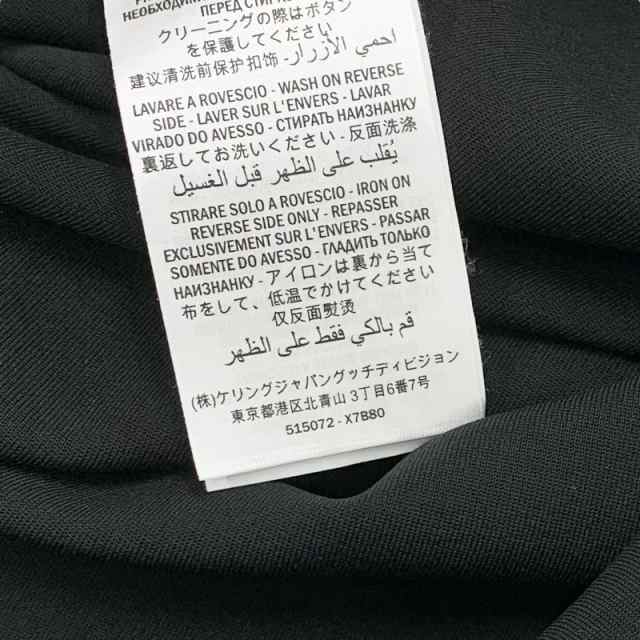 НЕОБХОДИМО
ПЕРЕД СТИ
クリーニングの際はボタン
を保護してください
建议清洗前保护扣饰 - احمي الأزرار
LAVARE A ROVESCIO - WASH ON REVERSE
SIDE - LAVER SUR L'ENVERS - LAVAR
VIRADO DO AVESSO - СТИРАТЬ НАИЗНАНКУ
裏返してお洗いください - 反面洗涤
يُقلب على الظهر قبل الغسيل
STIRARE SOLO A ROVESCIO - IRON ON
REVERSE SIDE ONLY - REPASSER
EXCLUSIVEMENT SUR L'ENVERS - PASSAR
SOMENTE DO AVESSO - ГЛАДИТЬ ТОЛЬКО
НАИЗНАНКУ - アイロンは裏から当て
布をして、低温でかけてください
仅反面熨烫
قم بالكي فقط على الظهر
(株)ケリングジャパングッチディビジョン
東京都港区北青山 3丁目6番7号
515072 - X7B80